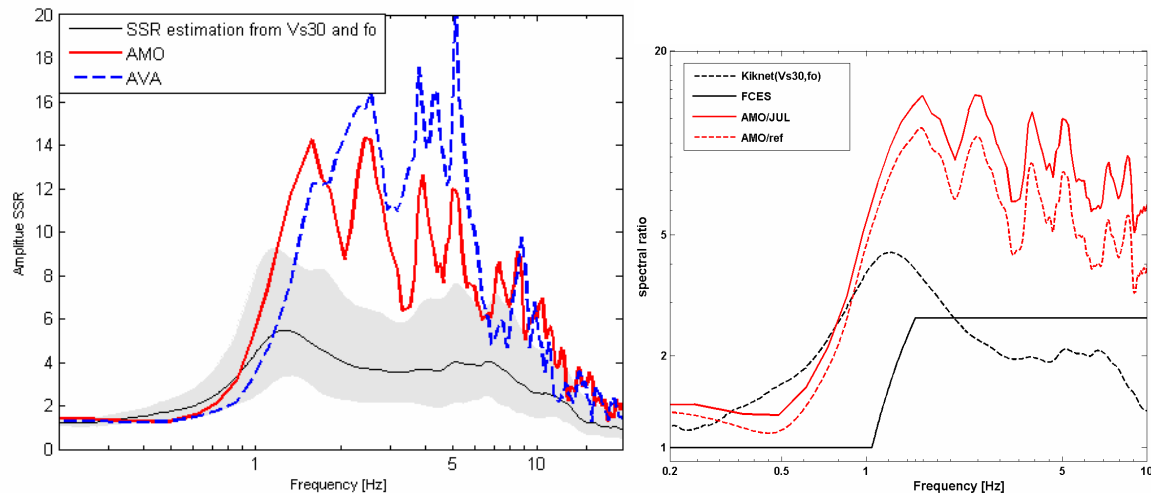 20
18
16
14
12
10
8
6
4
2
0
Amplitue SSR
SSR estimation from Vs30 and fo
AMO
AVA
1
5
10
Frequency [Hz]
20
5
2
1
spectral ratio
Kiknet(Vs30,fo)
FCES
AMO/JUL
AMO/ref
0.2
0.5
1
5
10
Frequency [Hz]